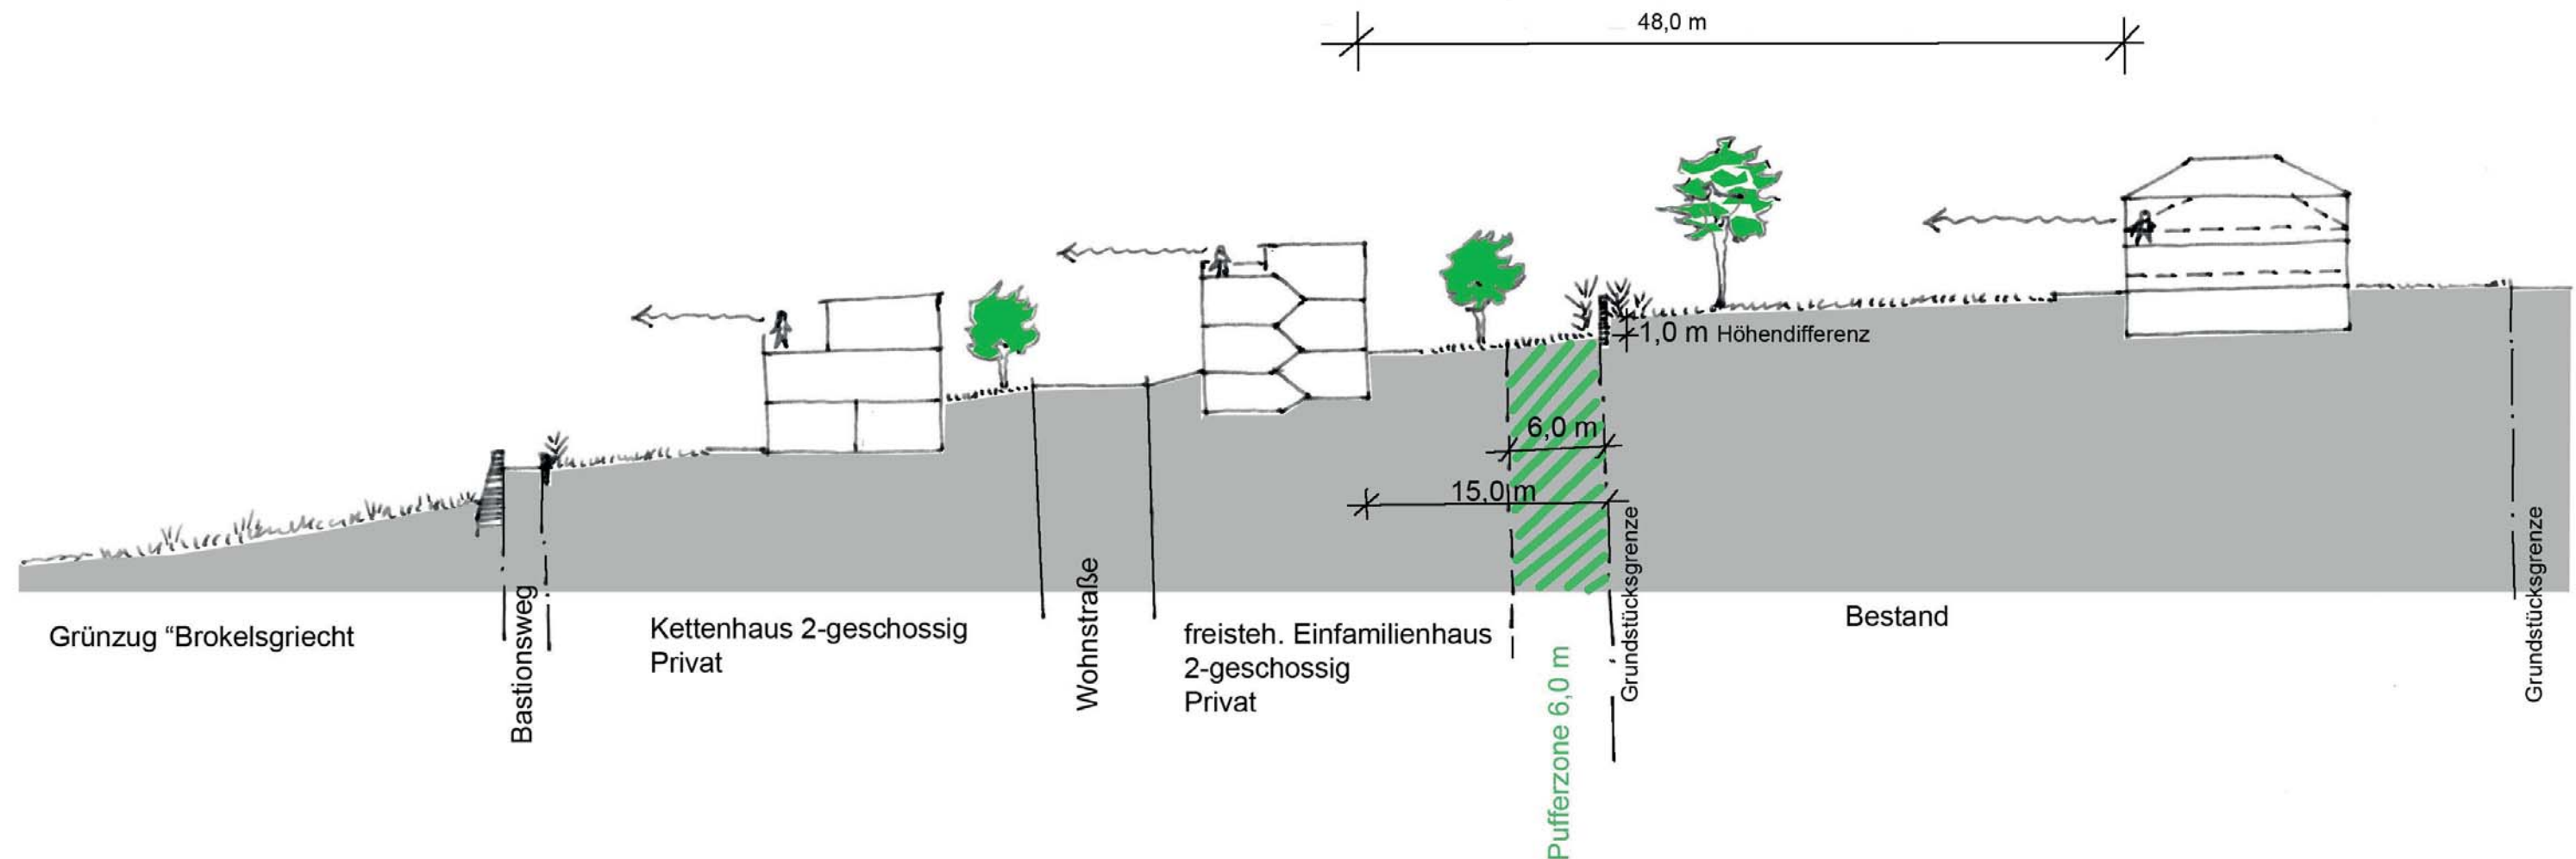 48,0 m
1,0 m Höhendifferenz
6,0 m
15,0 m
Grünzug “Brokelsgriecht
Bastionsweg
Kettenhaus 2-geschossig
Privat
Wohnstraße
freisteh. Einfamilienhaus
2-geschossig
Privat
Pufferzone 6,0 m
Grundstücksgrenze
Bestand
Grundstücksgrenze